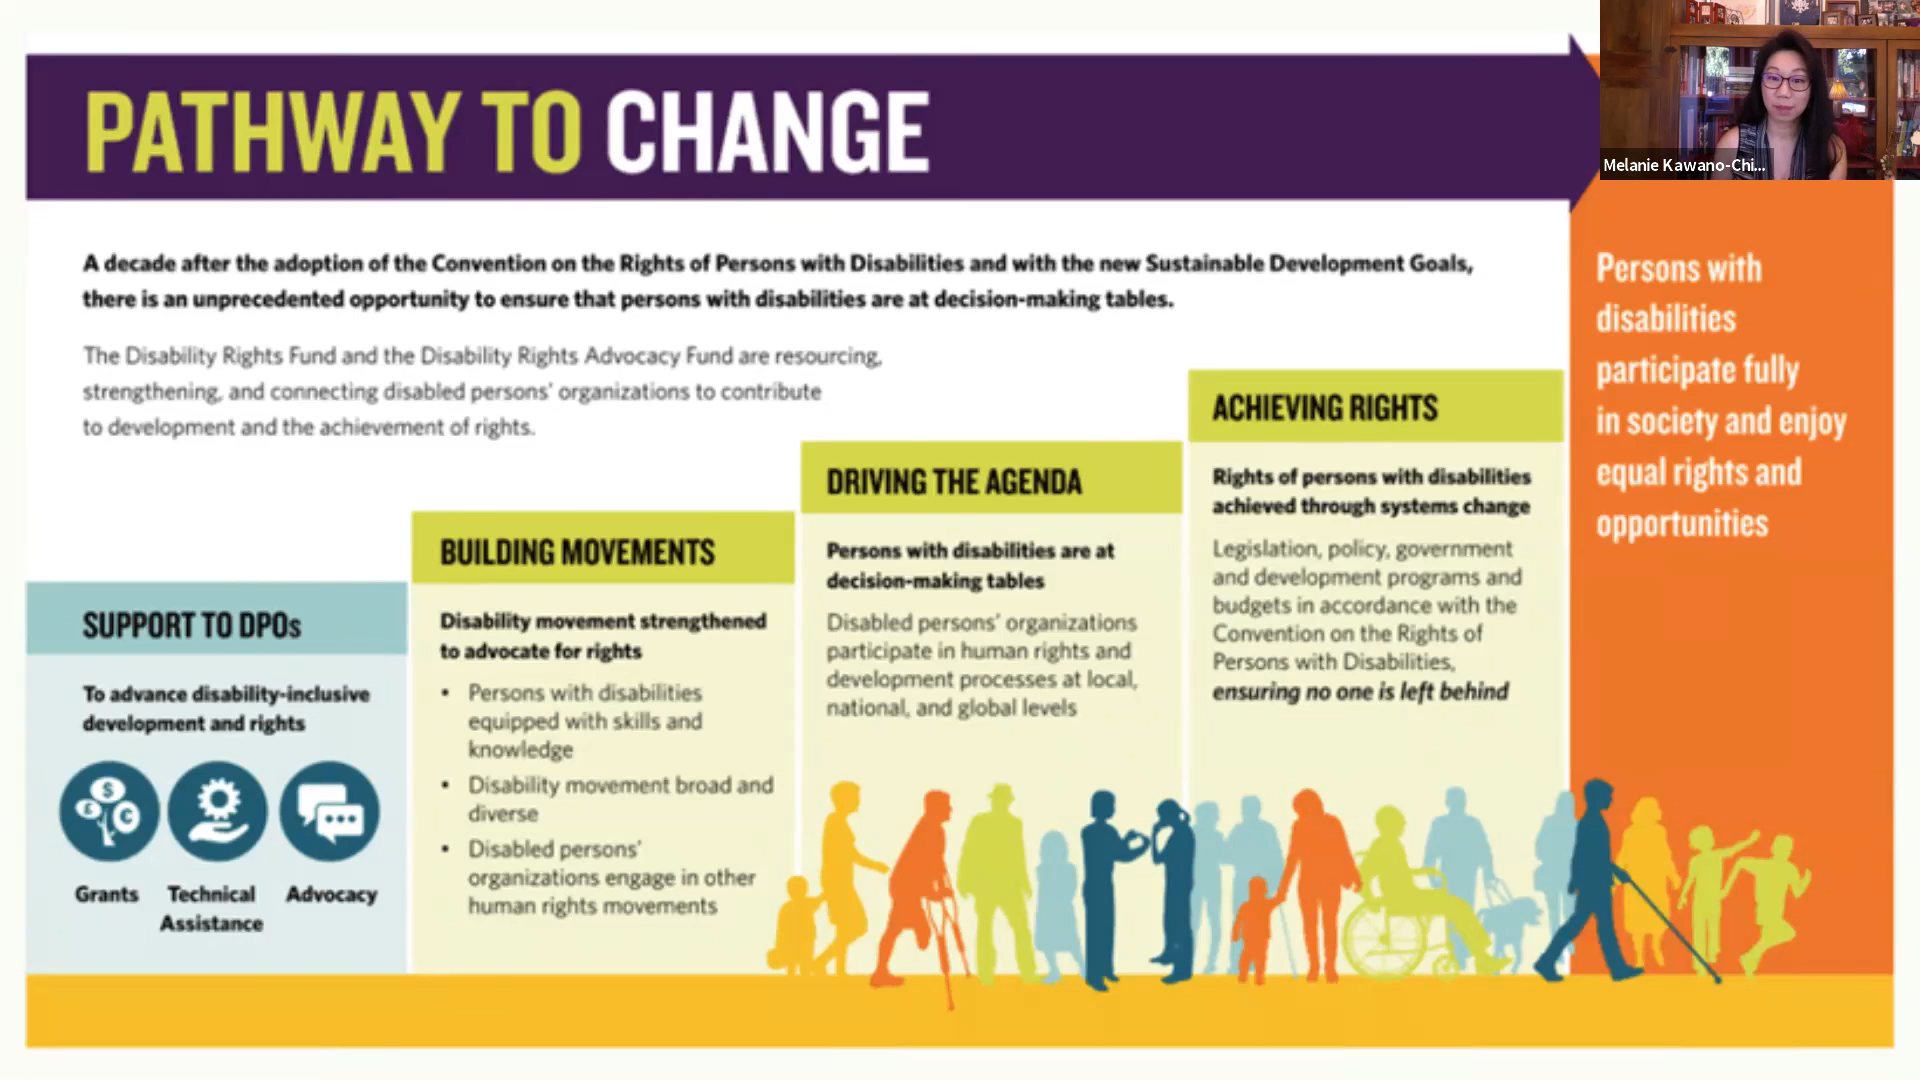 PATHWAY TO CHANGE
Melanie Kawano-Chi...
A decade after the adoption of the Convention on the Rights of Persons with Disabilities and with the new Sustainable Development Goals,
there is an unprecedented opportunity to ensure that persons with disabilities are at decision-making tables.
The Disability Rights Fund and the Disability Rights Advocacy Fund are resourcing,
strengthening, and connecting disabled persons' organizations to contribute
to development and the achievement of rights.
SUPPORT TO DPOs
To advance disability-inclusive
development and rights
$
£
€
Grants
Technical
Assistance
Advocacy
BUILDING MOVEMENTS
Disability movement strengthened
to advocate for rights
• Persons with disabilities
equipped with skills and
knowledge
• Disability movement broad and
diverse
• Disabled persons'
organizations engage in other
human rights movements
DRIVING THE AGENDA
Persons with disabilities are at
decision-making tables
Disabled persons' organizations
participate in human rights and
development processes at local,
national, and global levels
ACHIEVING RIGHTS
Rights of persons with disabilities
achieved through systems change
Legislation, policy, government
and development programs and
budgets in accordance with the
Convention on the Rights of
Persons with Disabilities,
ensuring no one is left behind
Persons with
disabilities
participate fully
in society and enjoy
equal rights and
opportunities